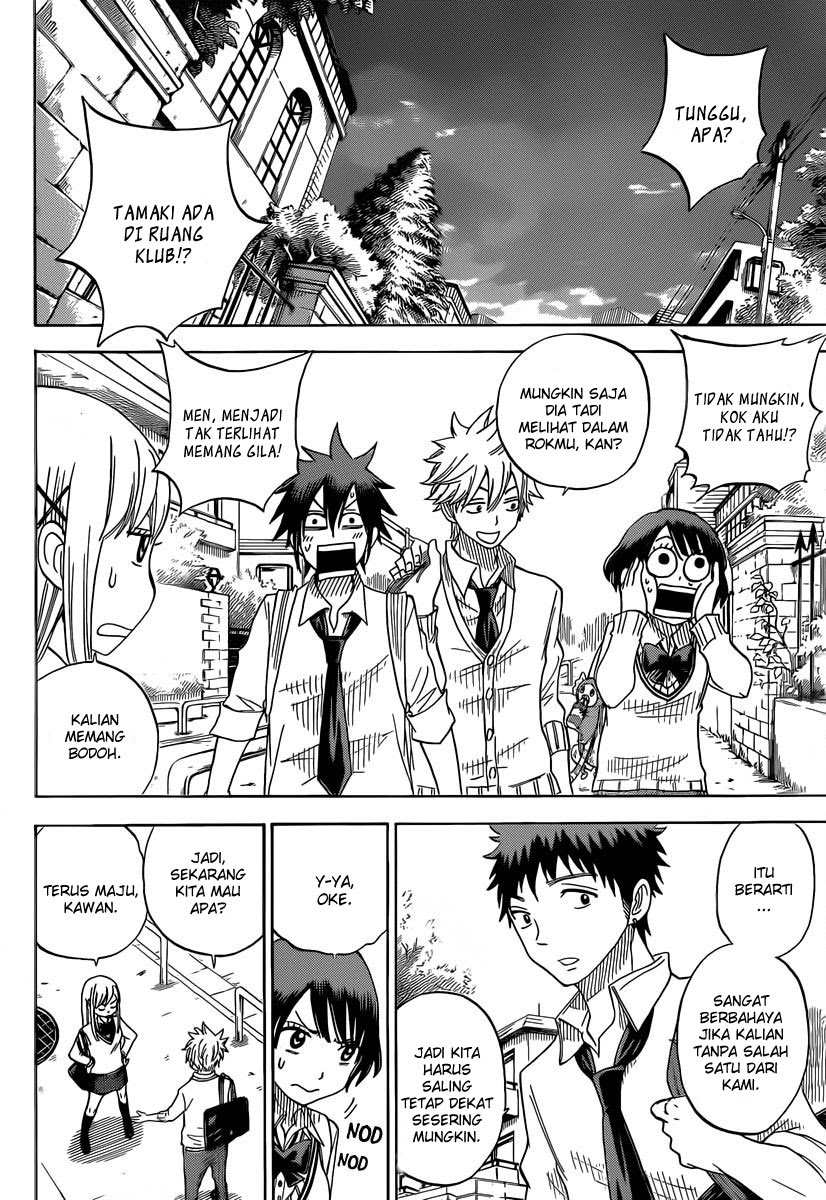 TUNGGU,
APA?
TAMAKI ADA
DI RUANG
KLUB!?
TIDAK MUNGKIN,
KOK AKU
TIDAK TAHU!?
MUNGKIN SAJA
DIA TADI
MELIHAT DALAM
ROKMU, KAN?
MEN, MENJADI
TAK TERLIHAT
MEMANG GILA!
KALIAN
MEMANG
BODOH.
ITU
BERARTI
...
SANGAT
BERBAHAYA
JIKA KALIAN
TANPA SALAH
SATU DARI
KAMI.
JADI KITA
HARUS
SALING
TETAP DEKAT
SESERING
MUNGKIN.
Y-YA,
OKE.
NOD
NOD
JADI,
SEKARANG
KITA MAU
APA?
TERUS MAJU,
KAWAN.